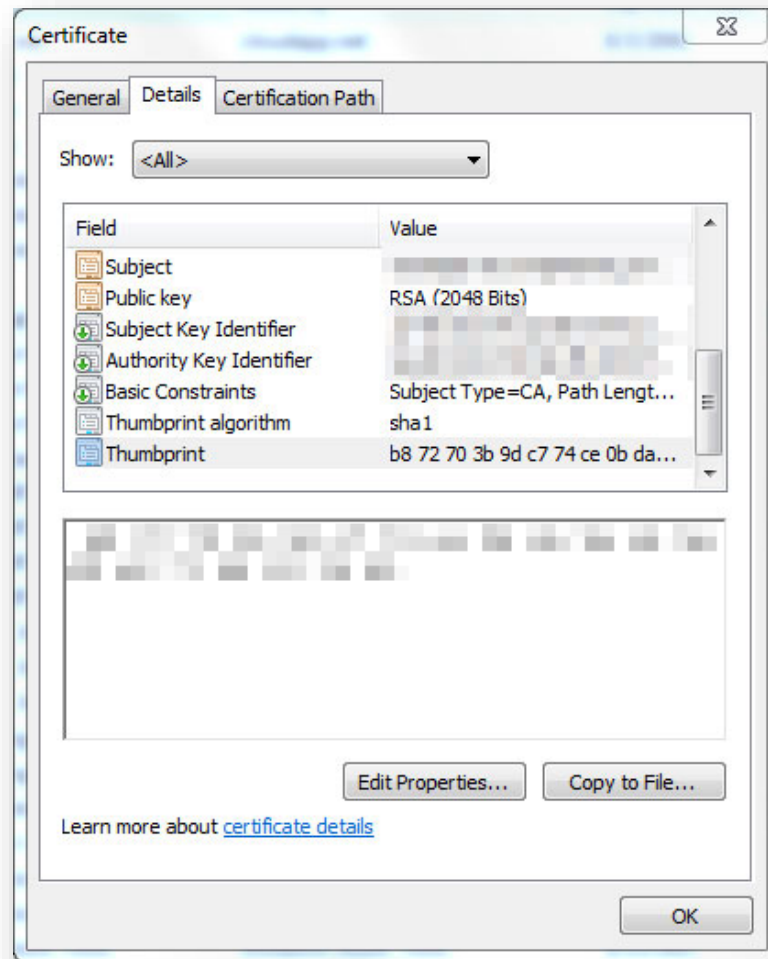 Certificate
General Details Certification Path
Show: <All>
Field Value
Subject
Public key RSA (2048 Bits)
Subject Key Identifier
Authority Key Identifier
Basic Constraints Subject Type=CA, Path Lengt...
Thumbprint algorithm sha1
Thumbprint b8 72 70 3b 9d c7 74 ce 0b da...
Edit Properties... Copy to File...
Learn more about certificate details
OK